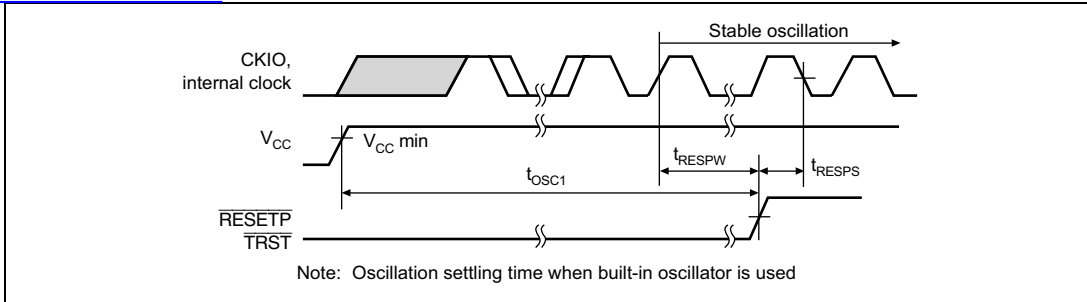 Stable oscillation
CKIO,
internal clock
VCC
VCC min
tRESPW
tRESPS
tOSC1
RESETP
TRST
Note: Oscillation settling time when built-in oscillator is used